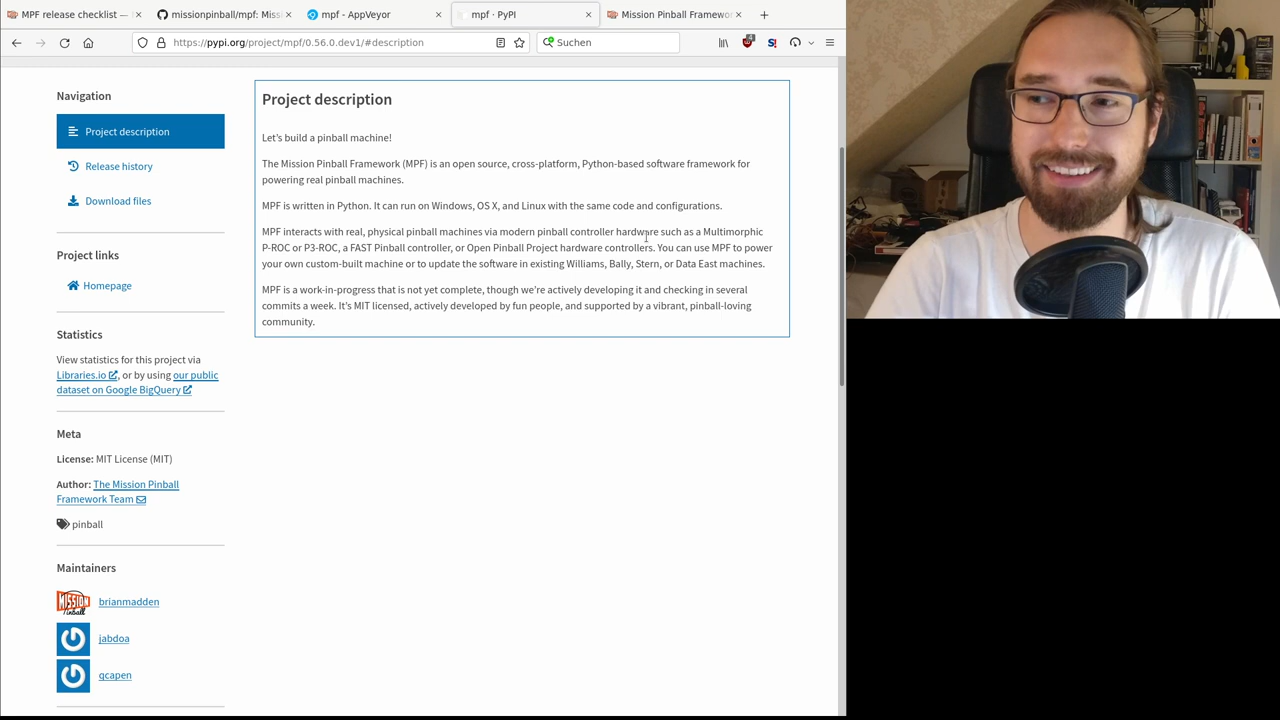 MPF release checklist —
missionpinball/mpf: Miss
mpf - AppVeyor
mpf · PyPI
Mission Pinball Framewor
https://pypi.org/project/mpf/0.56.0.dev1/#description
Suchen
4
Navigation
Project description
Release history
Download files
Project links
Homepage
Statistics
View statistics for this project via
Libraries.io, or by using our public
dataset on Google BigQuery
Meta
License: MIT License (MIT)
Author: The Mission Pinball
Framework Team
pinball
Maintainers
MISSION
Pinball
brianmadden
jabdoa
qcapen
Project description
Let's build a pinball machine!
The Mission Pinball Framework (MPF) is an open source, cross-platform, Python-based software framework for
powering real pinball machines.
MPF is written in Python. It can run on Windows, OS X, and Linux with the same code and configurations.
MPF interacts with real, physical pinball machines via modern pinball controller hardware such as a Multimorphic
P-ROC or P3-ROC, a FAST Pinball controller, or Open Pinball Project hardware controllers. You can use MPF to power
your own custom-built machine or to update the software in existing Williams, Bally, Stern, or Data East machines.
MPF is a work-in-progress that is not yet complete, though we're actively developing it and checking in several
commits a week. It's MIT licensed, actively developed by fun people, and supported by a vibrant, pinball-loving
community.